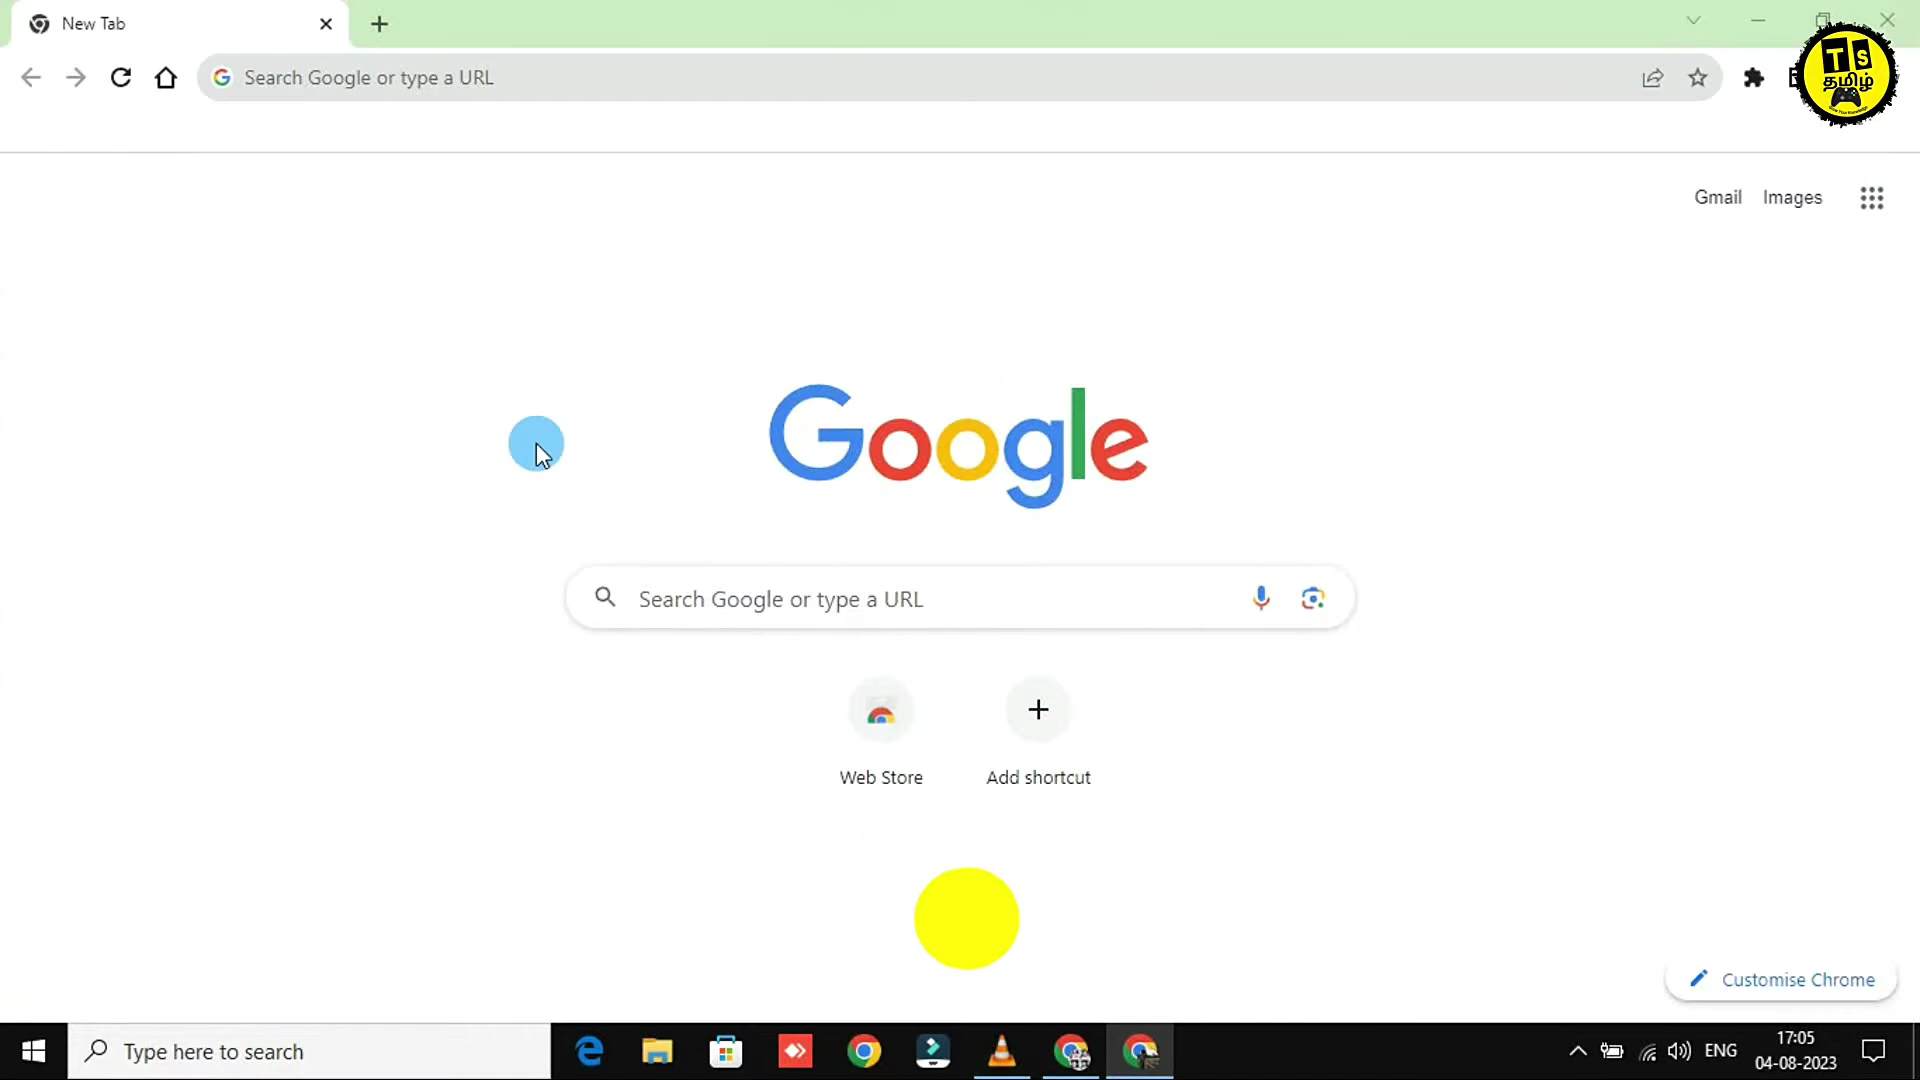 New Tab
Search Google or type a URL
TS
தமிழ்
Gmail Images
Google
Search Google or type a URL
Web Store
Add shortcut
Customise Chrome
Type here to search
ENG
17:05
04-08-2023